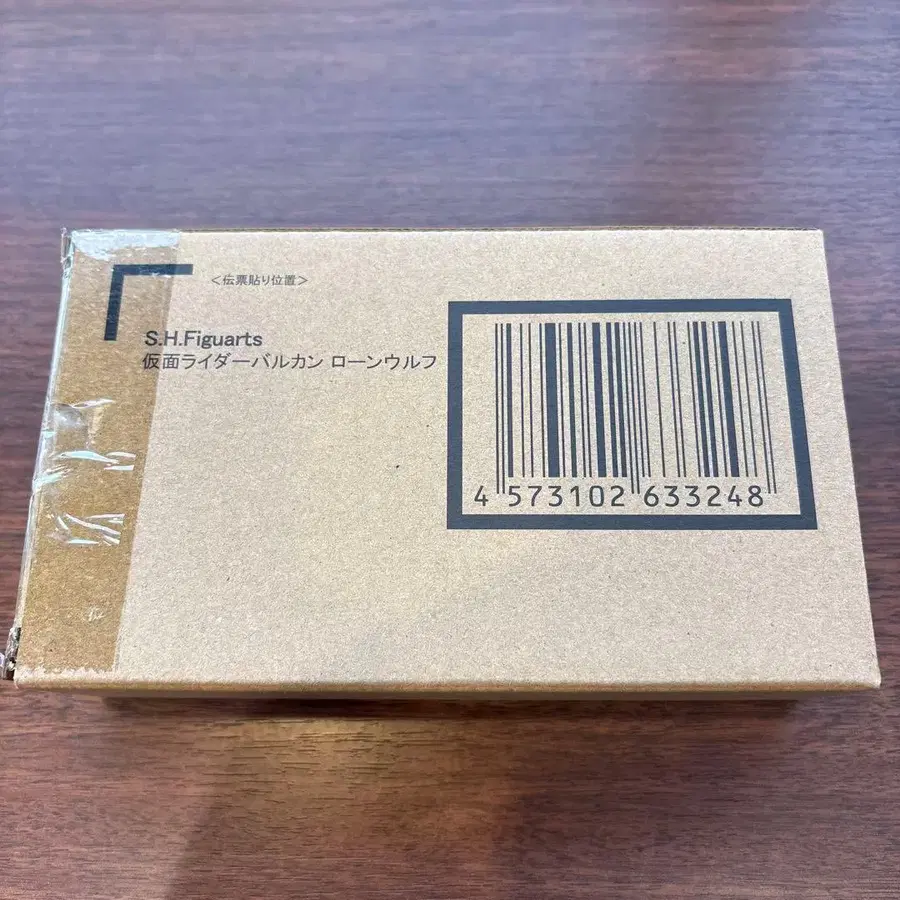 <伝票貼り位置>
S.H.Figuarts
仮面ライダーバルカン ローンウルフ
4 573102 633248